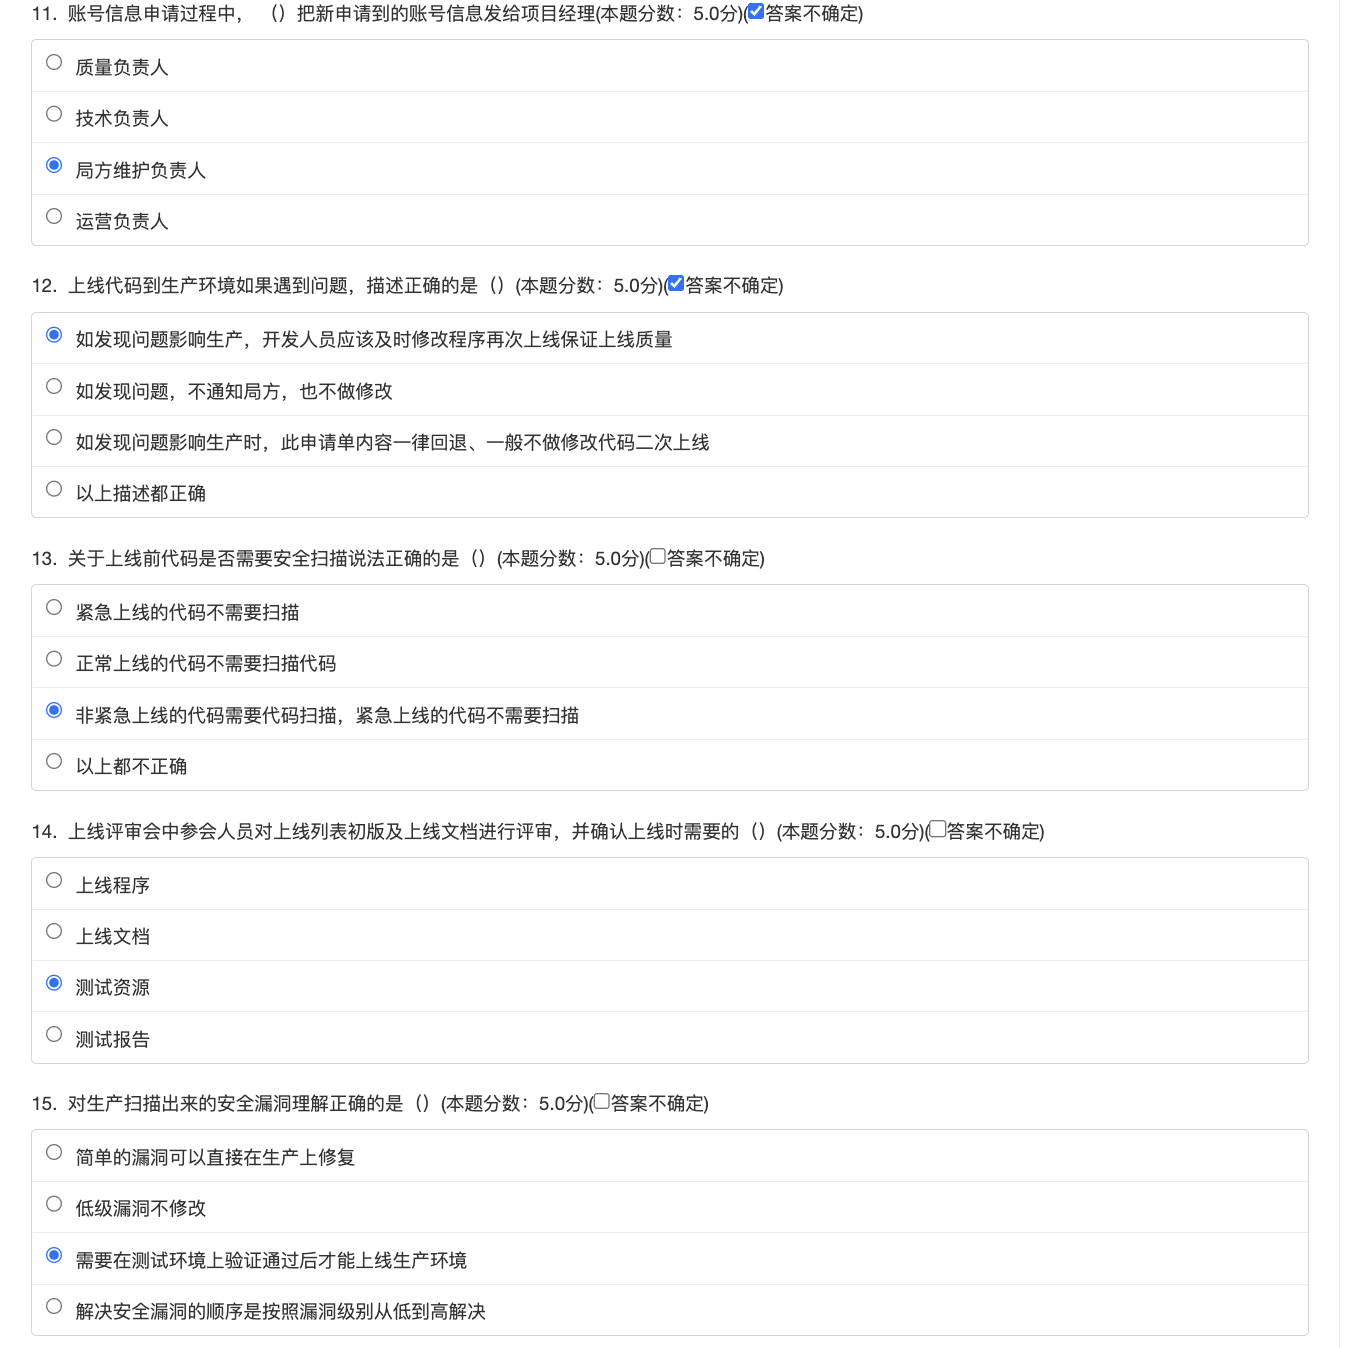 11. 账号信息申请过程中， （）把新申请到的账号信息发给项目经理(本题分数：5.0分)(答案不确定)
质量负责人
技术负责人
局方维护负责人
运营负责人
12. 上线代码到生产环境如果遇到问题，描述正确的是（）(本题分数：5.0分)(答案不确定)
如发现问题影响生产，开发人员应该及时修改程序再次上线保证上线质量
如发现问题，不通知局方，也不做修改
如发现问题影响生产时，此申请单内容一律回退、一般不做修改代码二次上线
以上描述都正确
13. 关于上线前代码是否需要安全扫描说法正确的是（）(本题分数：5.0分)(答案不确定)
紧急上线的代码不需要扫描
正常上线的代码不需要扫描代码
非紧急上线的代码需要代码扫描，紧急上线的代码不需要扫描
以上都不正确
14. 上线评审会中参会人员对上线列表初版及上线文档进行评审，并确认上线时需要的（）(本题分数：5.0分)(答案不确定)
上线程序
上线文档
测试资源
测试报告
15. 对生产扫描出来的安全漏洞理解正确的是（）(本题分数：5.0分)(答案不确定)
简单的漏洞可以直接在生产上修复
低级漏洞不修改
需要在测试环境上验证通过后才能上线生产环境
解决安全漏洞的顺序是按照漏洞级别从低到高解决